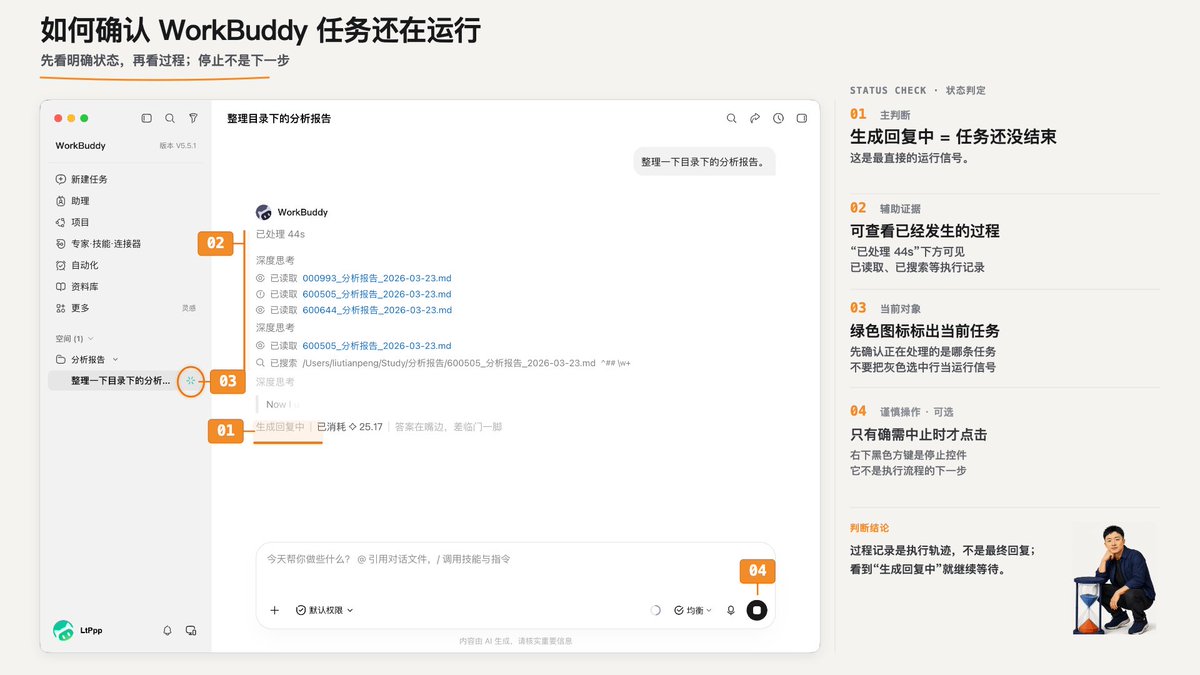 如何确认 WorkBuddy 任务还在运行
先看明确状态，再看过程；停止不是下一步
WorkBuddy
版本 V5.5.1
新建任务
助理
项目
专家·技能·连接器
自动化
资料库
更多
灵感
空间 (1)
分析报告
整理一下目录下的分析...
LtPpp
整理目录下的分析报告
整理一下目录下的分析报告。
WorkBuddy
已处理 44s
02
深度思考
已读取 000993_分析报告_2026-03-23.md
已读取 600505_分析报告_2026-03-23.md
已读取 600644_分析报告_2026-03-23.md
深度思考
已读取 600505_分析报告_2026-03-23.md
已搜索 /Users/liutianpeng/Study/分析报告/600505_分析报告_2026-03-23.md ^## \w+
03
深度思考
Now I
01
生成回复中 | 已消耗 25.17 | 答案在嘴边，差临门一脚
今天帮你做些什么？ @ 引用对话文件，/ 调用技能与指令
04
默认权限
均衡
内容由 AI 生成，请核实重要信息
STATUS CHECK · 状态判定
01 主判断
生成回复中 = 任务还没结束
这是最直接的运行信号。
02 辅助证据
可查看已经发生的过程
“已处理 44s”下方可见
已读取、已搜索等执行记录
03 当前对象
绿色图标标出当前任务
先确认正在处理的是哪条任务
不要把灰色选中行当运行信号
04 谨慎操作 · 可选
只有确需中止时才点击
右下黑色方键是停止控件
它不是执行流程的下一步
判断结论
过程记录是执行轨迹，不是最终回复；
看到“生成回复中”就继续等待。